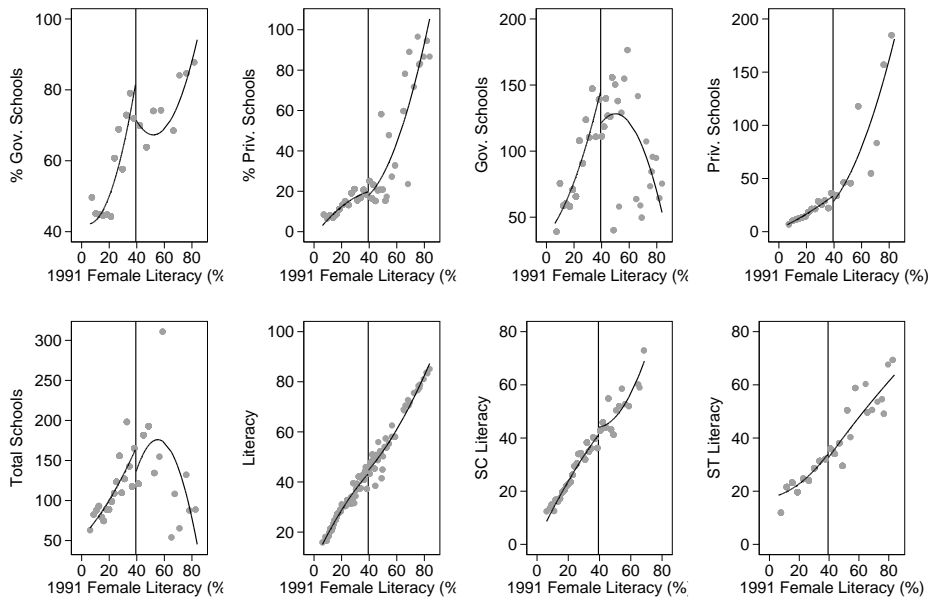 % Gov. Schools
100
80
60
40
0 20 40 60 80
1991 Female Literacy (%
% Priv. Schools
100
80
60
40
20
0
0 20 40 60 80
1991 Female Literacy (%
Gov. Schools
200
150
100
50
0 20 40 60 80
1991 Female Literacy (%
Priv. Schools
200
150
100
50
0
0 20 40 60 80
1991 Female Literacy (%)
Total Schools
300
250
200
150
100
50
0 20 40 60 80
1991 Female Literacy (%
Literacy
100
80
60
40
20
0 20 40 60 80
1991 Female Literacy (%
SC Literacy
80
60
40
20
0
0 20 40 60 80
1991 Female Literacy (%)
ST Literacy
80
60
40
20
0
0 20 40 60 80
1991 Female Literacy (%)